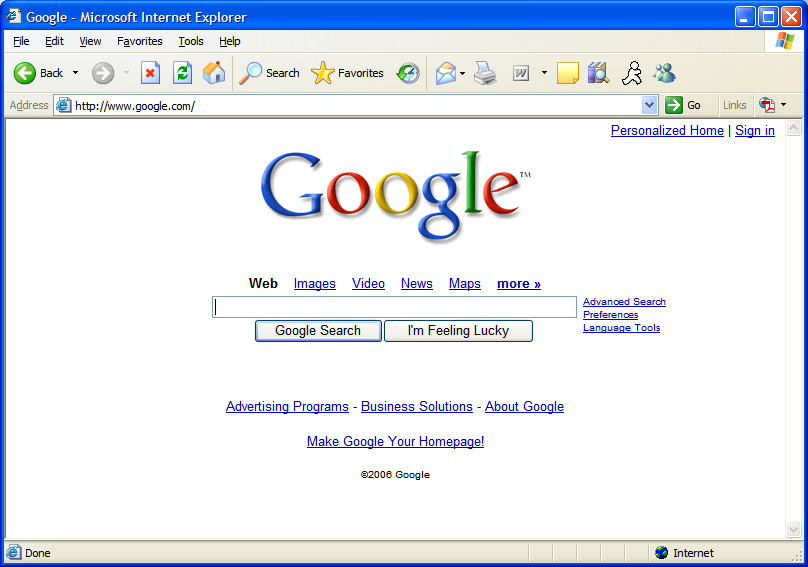 Google - Microsoft Internet Explorer
File Edit View Favorites Tools Help
Back Search Favorites W
Address http://www.google.com/ Go Links
Personalized Home | Sign in
Google™
Web Images Video News Maps more »
Advanced Search
Preferences
Language Tools
Google Search I'm Feeling Lucky
Advertising Programs - Business Solutions - About Google
Make Google Your Homepage!
©2006 Google
Done Internet